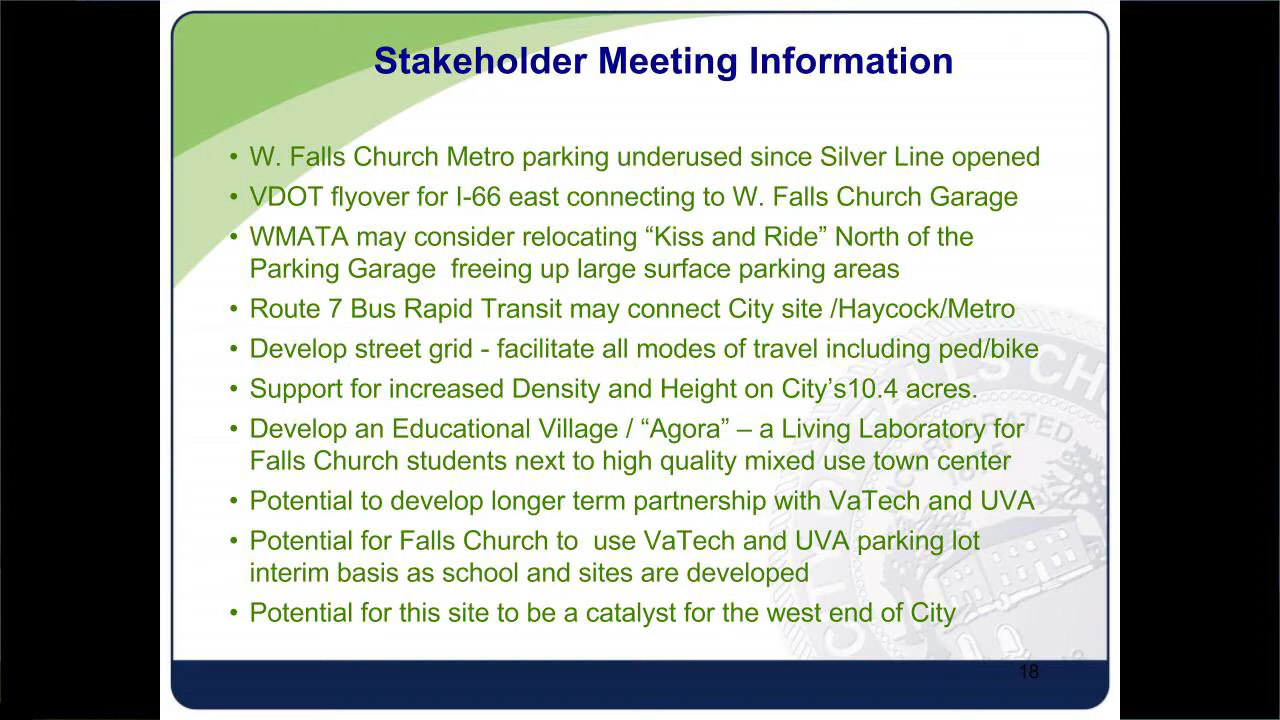 Stakeholder Meeting Information
• W. Falls Church Metro parking underused since Silver Line opened
• VDOT flyover for I-66 east connecting to W. Falls Church Garage
• WMATA may consider relocating “Kiss and Ride” North of the
Parking Garage  freeing up large surface parking areas
• Route 7 Bus Rapid Transit may connect City site /Haycock/Metro
• Develop street grid - facilitate all modes of travel including ped/bike
• Support for increased Density and Height on City’s10.4 acres.
• Develop an Educational Village / “Agora” – a Living Laboratory for
Falls Church students next to high quality mixed use town center
• Potential to develop longer term partnership with VaTech and UVA
• Potential for Falls Church to  use VaTech and UVA parking lot
interim basis as school and sites are developed
• Potential for this site to be a catalyst for the west end of City
18